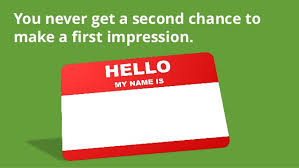 You never get a second chance to
make a first impression.
HELLO
MY NAME IS